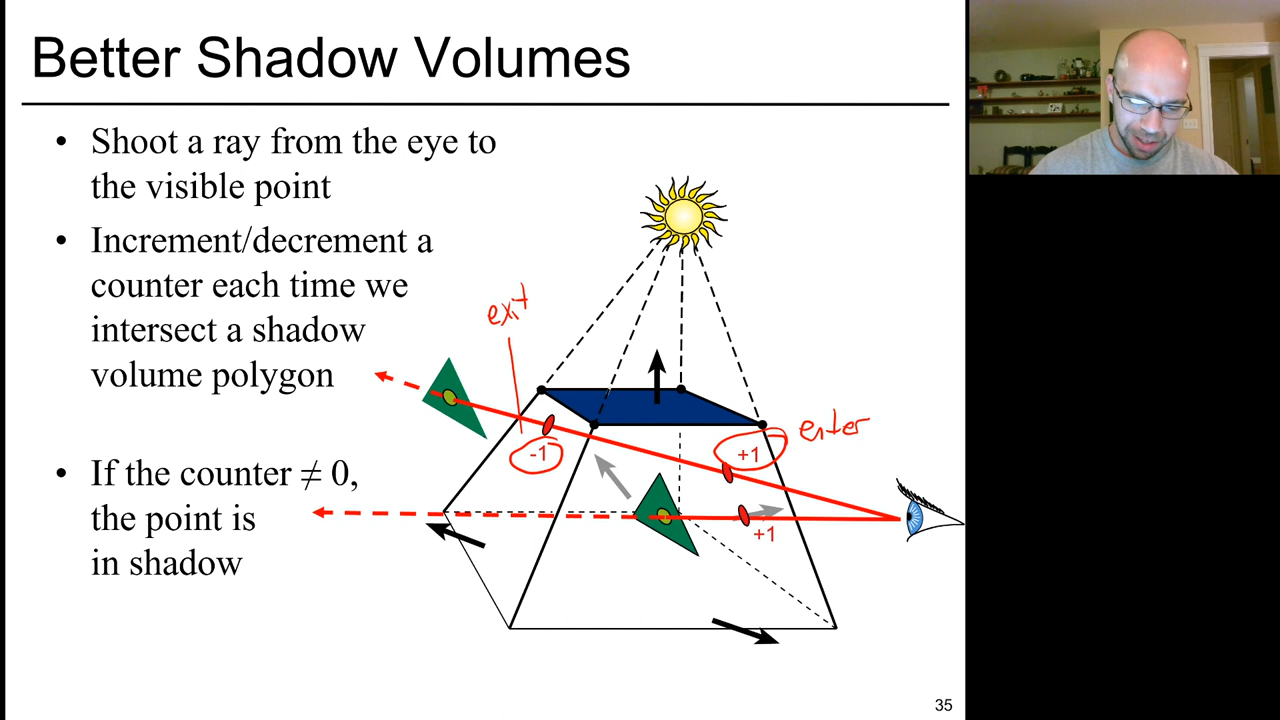 Better Shadow Volumes
• Shoot a ray from the eye to
the visible point
• Increment/decrement a
counter each time we
intersect a shadow
volume polygon
• If the counter ≠ 0,
the point is
in shadow
exit
enter
-1
+1
+1
35